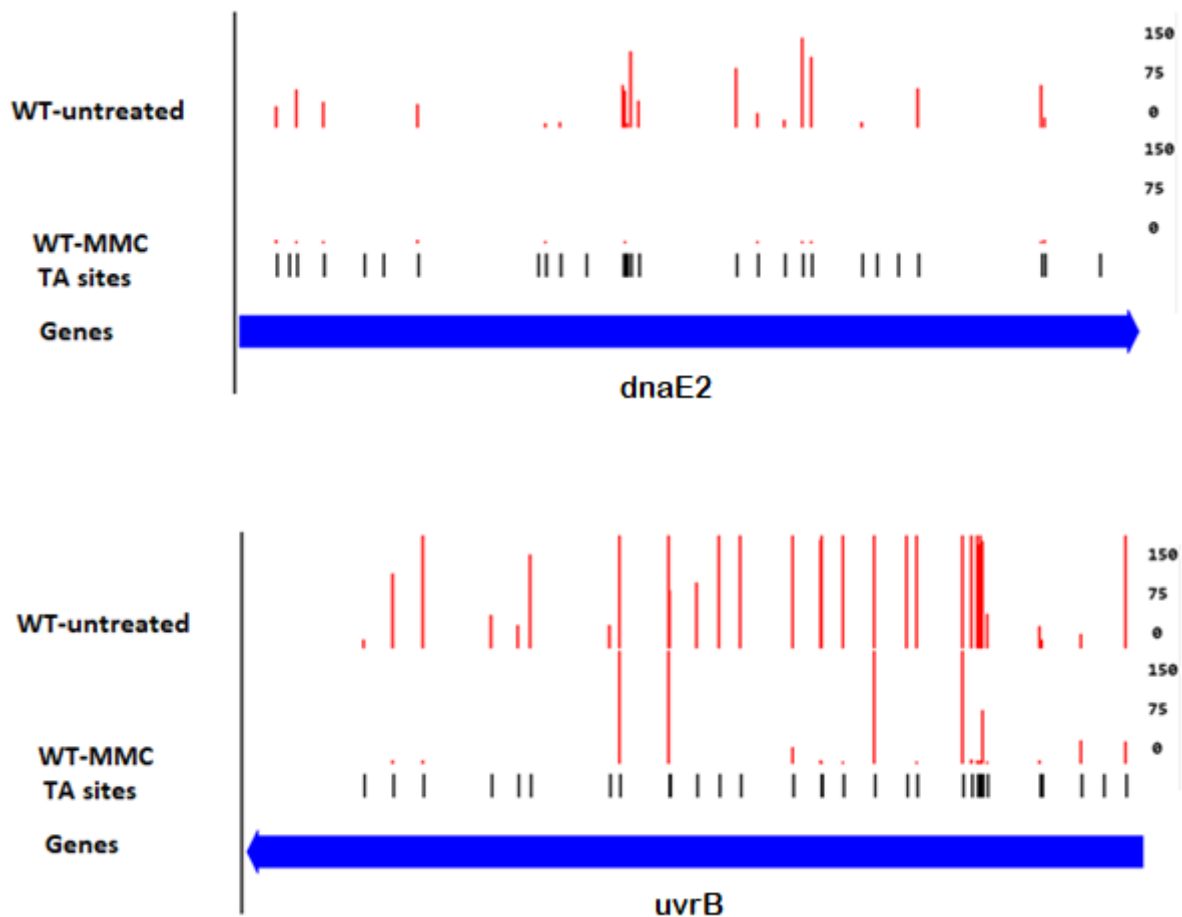 150
75
WT-untreated 0
150
75
WT-MMC 0
TA sites
Genes
dnaE2
150
75
WT-untreated 0
150
75
WT-MMC 0
TA sites
Genes
uvrB